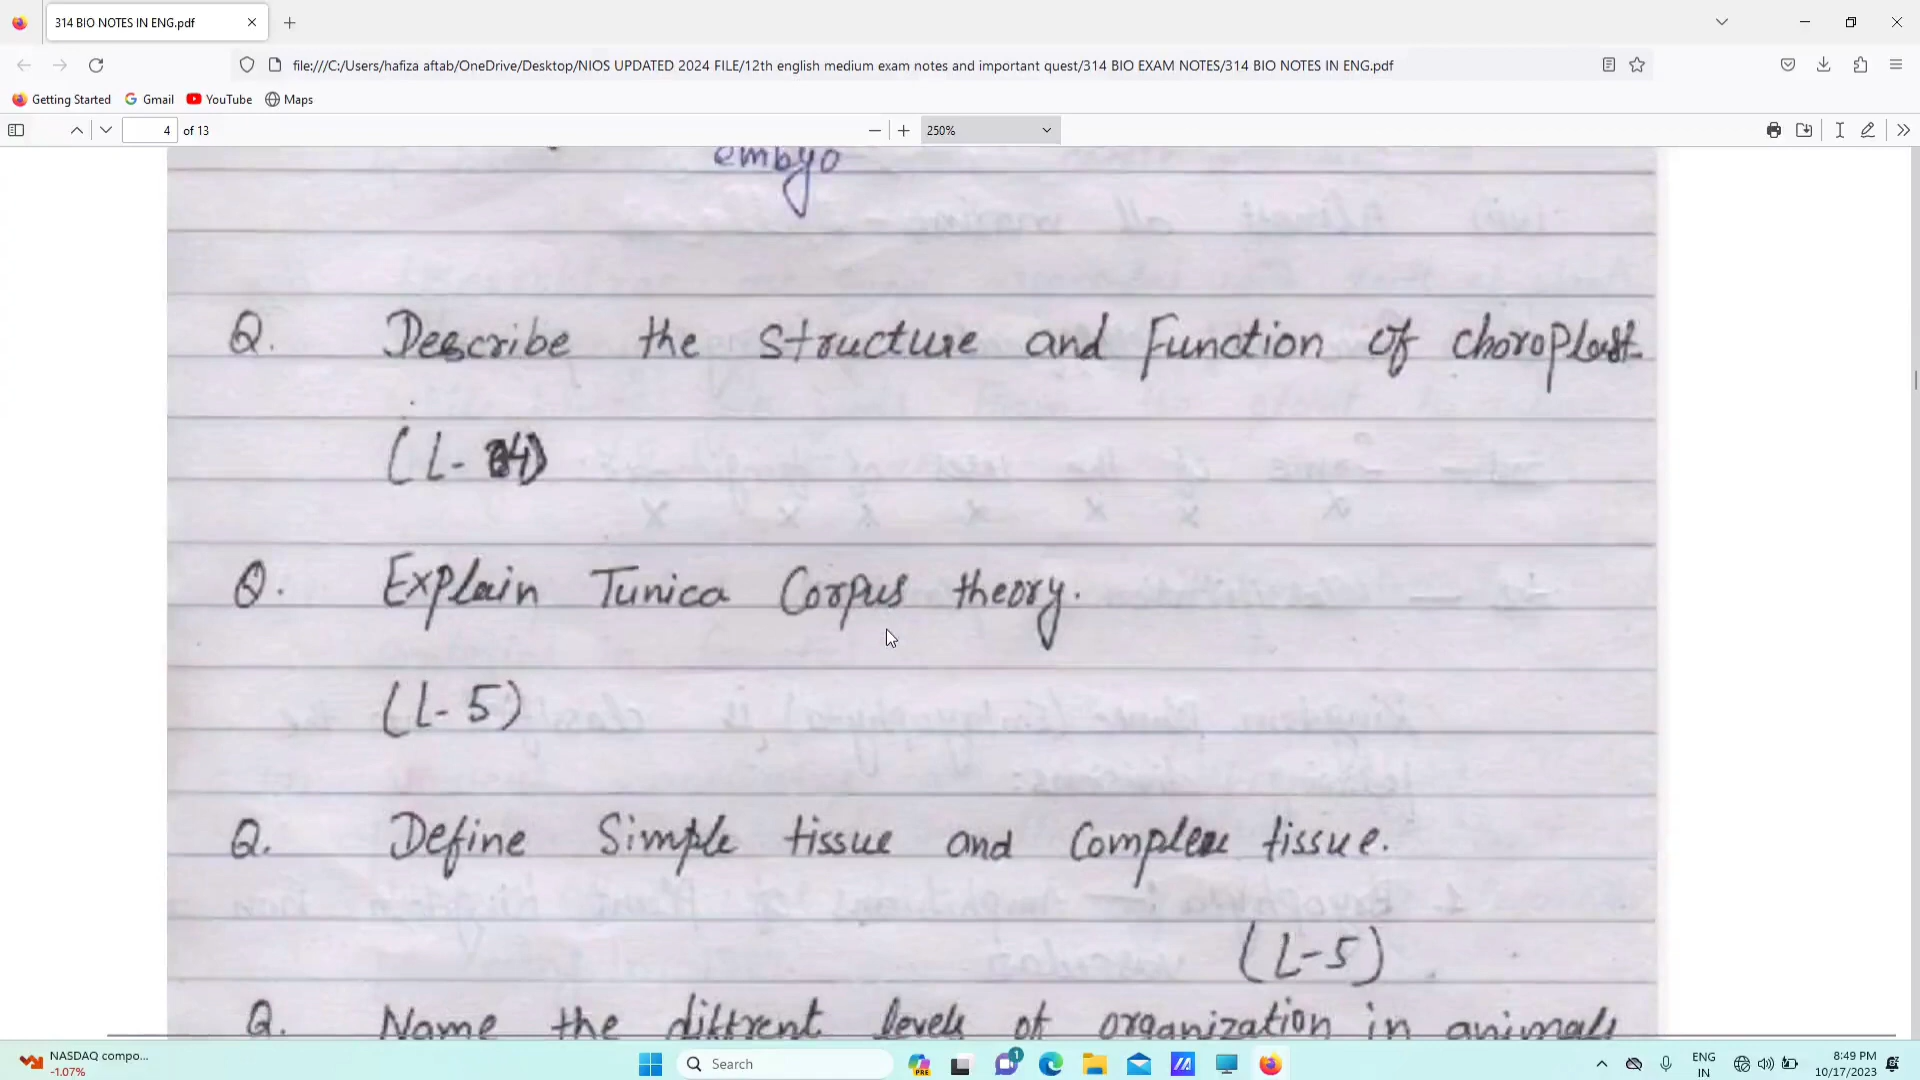 314 BIO NOTES IN ENG.pdf
file:///C:/Users/hafiza aftab/OneDrive/Desktop/NIOS UPDATED 2024 FILE/12th english medium exam notes and important quest/314 BIO EXAM NOTES/314 BIO NOTES IN ENG.pdf
Getting Started Gmail YouTube Maps
4 of 13 250%
embyo
Q. Describe the structure and Function of choroplast.
(L- 4)
Q. Explain Tunica Corpus theory.
(L- 5)
Q. Define Simple tissue and Complex tissue.
(L-5)
Q. Name the diffrent levels of organization in animals
NASDAQ compo...
-1.07%
Search
PRE
1
ENG
IN
8:49 PM
10/17/2023